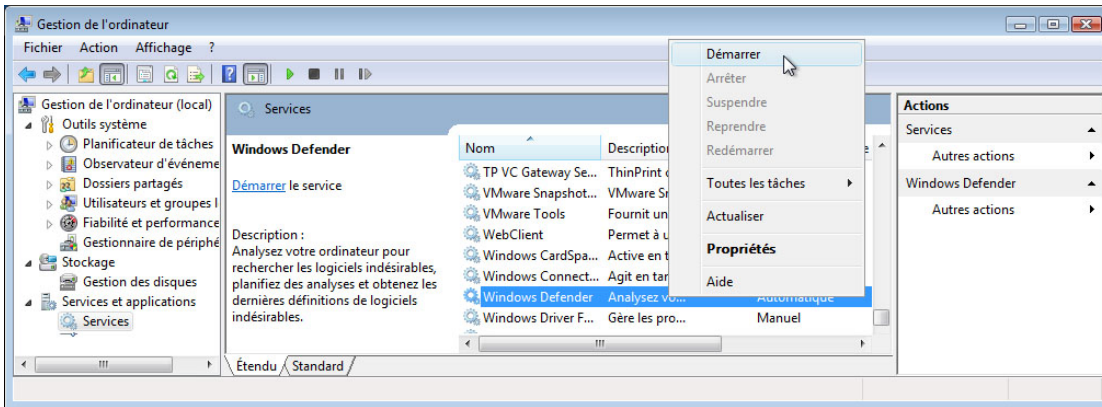 Gestion de l'ordinateur
Fichier Action Affichage ?
Gestion de l'ordinateur (local)
Outils système
Planificateur de tâches
Observateur d'événeme
Dossiers partagés
Utilisateurs et groupes l
Fiabilité et performance
Gestionnaire de périphé
Stockage
Gestion des disques
Services et applications
Services
Services
Windows Defender
Démarrer le service
Description :
Analysez votre ordinateur pour
rechercher les logiciels indésirables,
planifiez des analyses et obtenez les
dernières définitions de logiciels
indésirables.
Nom Description
TP VC Gateway Se... ThinPrint
VMware Snapshot... VMware
VMware Tools Fournit un
WebClient Permet à
Windows CardSpa... Active en
Windows Connect... Agit en
Windows Defender Analysez vo... Automatique
Windows Driver F... Gère les pro... Manuel
Étendu Standard
Démarrer
Arrêter
Suspendre
Reprendre
Redémarrer
Toutes les tâches
Actualiser
Propriétés
Aide
Actions
Services
Autres actions
Windows Defender
Autres actions